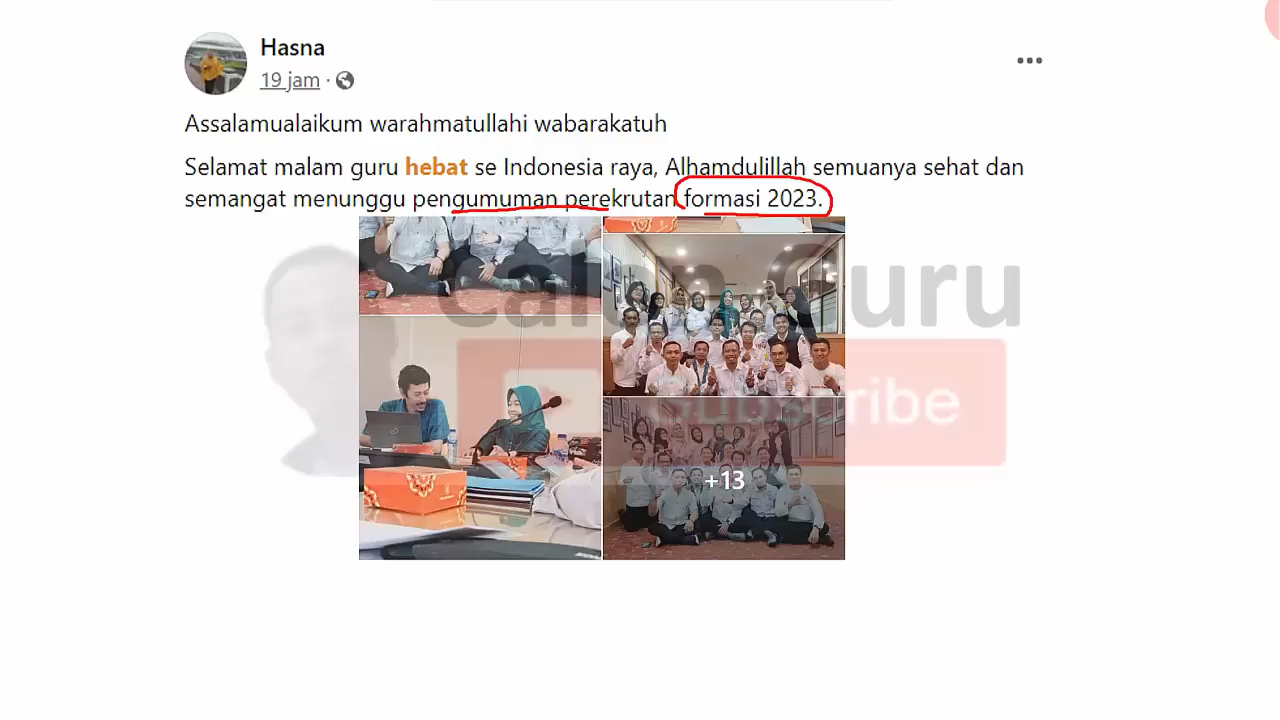 Hasna
19 jam ·
Assalamualaikum warahmatullahi wabarakatuh
Selamat malam guru hebat se Indonesia raya, Alhamdulillah semuanya sehat dan
semangat menunggu pengumuman perekrutan formasi 2023.
Calon Guru
Subscribe
+13